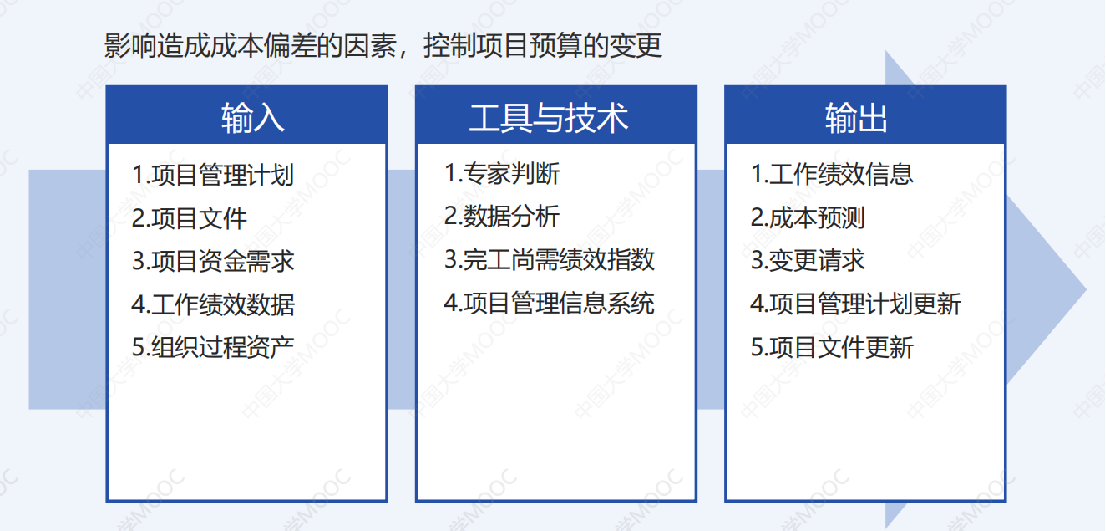 影响造成成本偏差的因素，控制项目预算的变更
输入
1.项目管理计划
2.项目文件
3.项目资金需求
4.工作绩效数据
5.组织过程资产
工具与技术
1.专家判断
2.数据分析
3.完工尚需绩效指数
4.项目管理信息系统
输出
1.工作绩效信息
2.成本预测
3.变更请求
4.项目管理计划更新
5.项目文件更新
中国大学MOOC